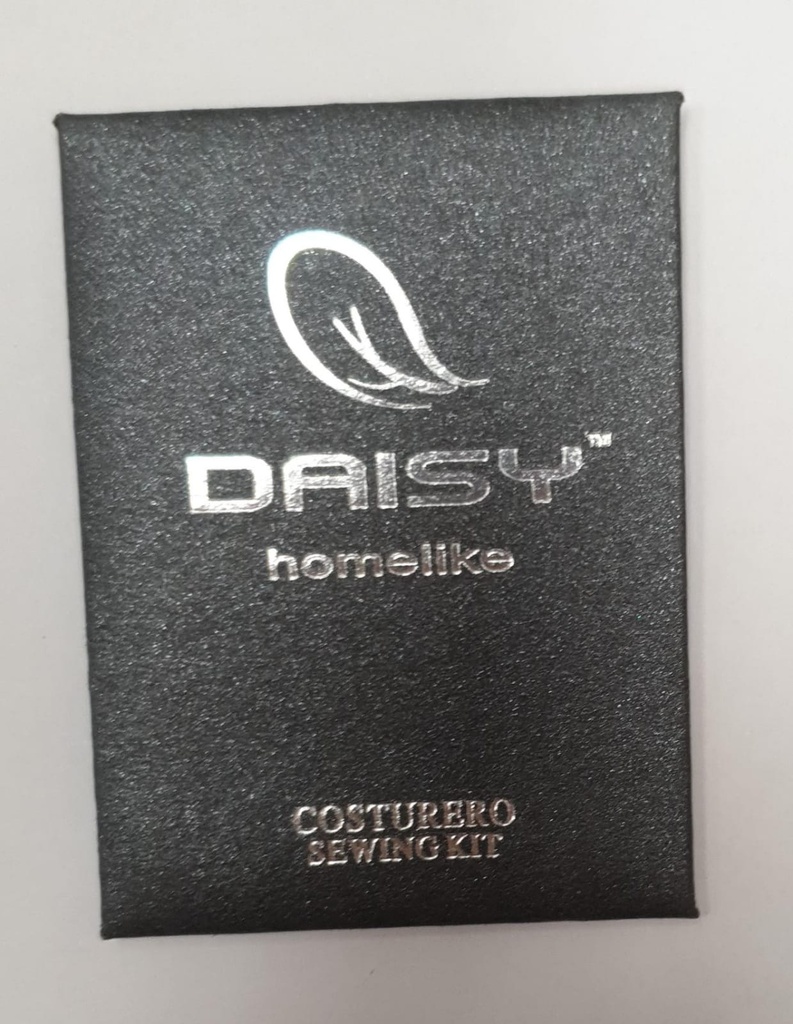 DAISY™
homelike
COSTURERO
SEWING KIT